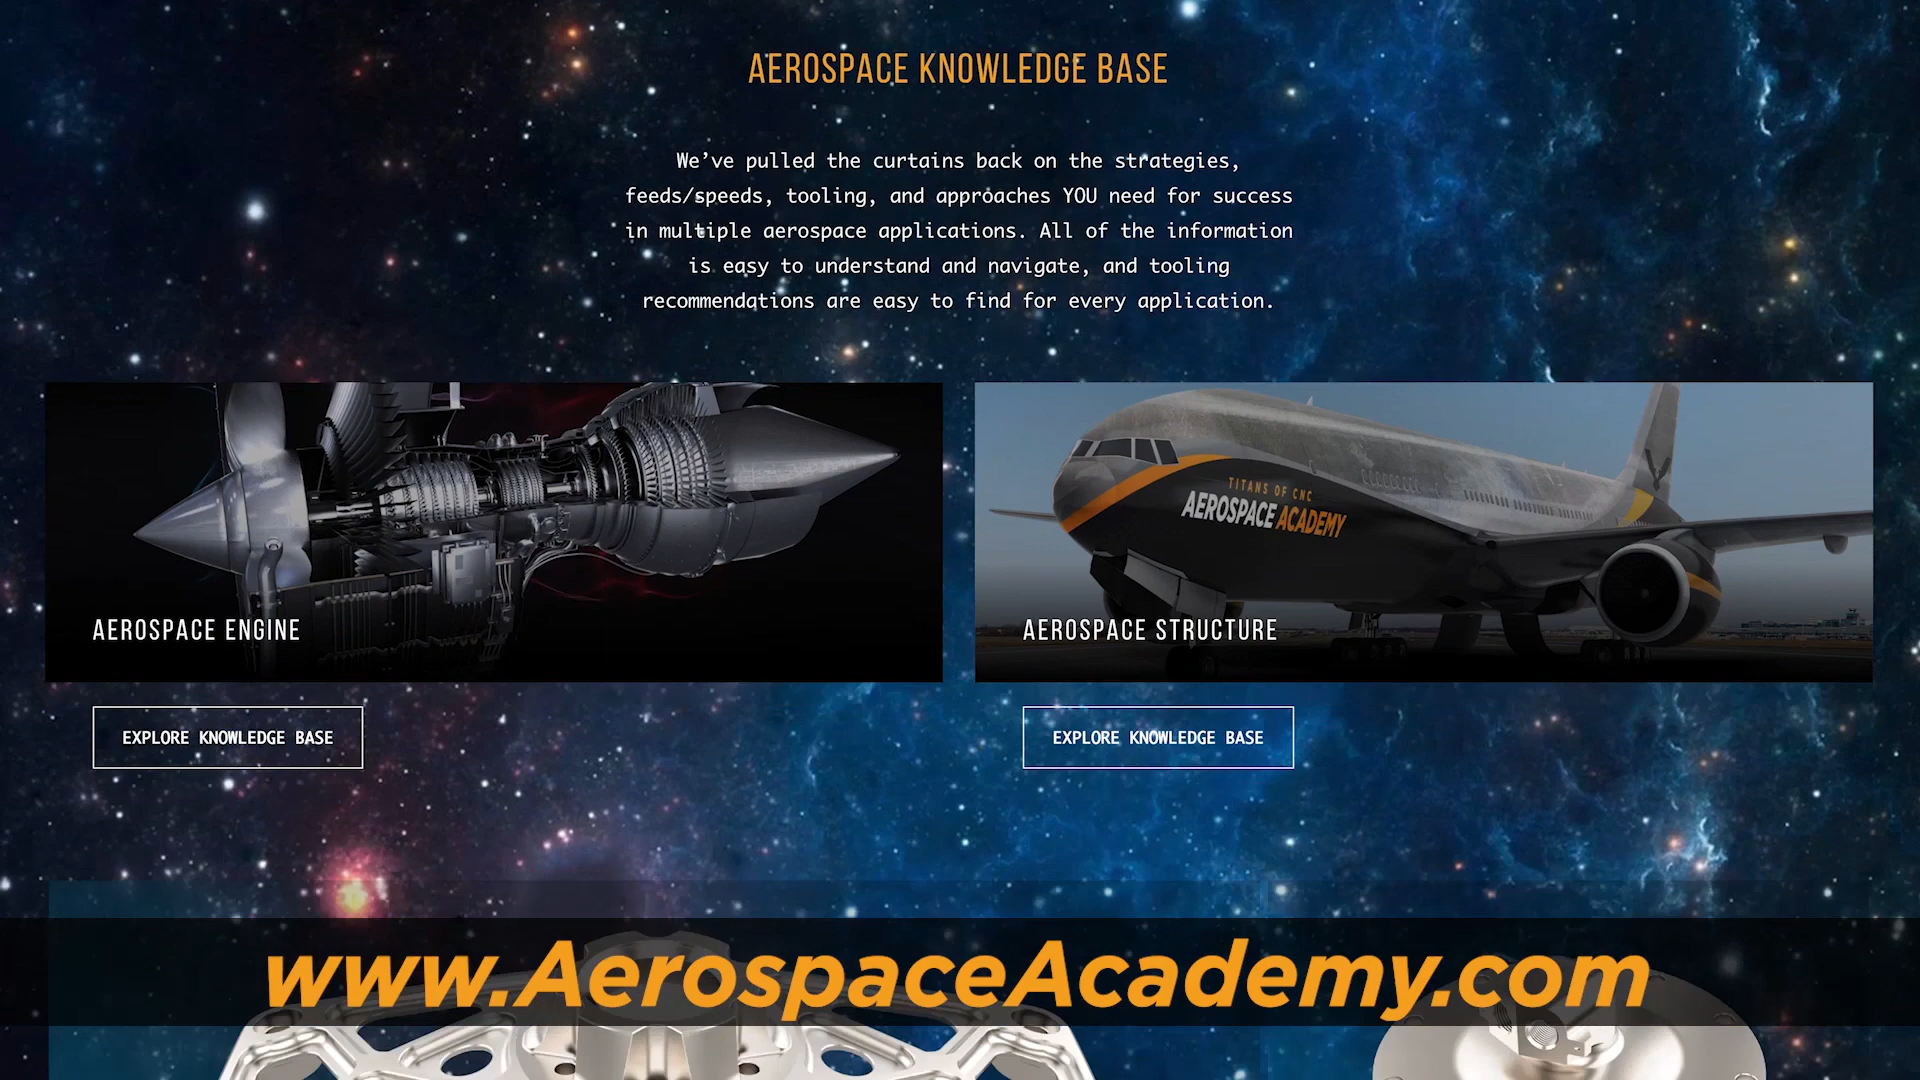 AEROSPACE KNOWLEDGE BASE
We’ve pulled the curtains back on the strategies,
feeds/speeds, tooling, and approaches YOU need for success
in multiple aerospace applications. All of the information
is easy to understand and navigate, and tooling
recommendations are easy to find for every application.
TITANS OF CNC
AEROSPACE ACADEMY
AEROSPACE ENGINE
AEROSPACE STRUCTURE
EXPLORE KNOWLEDGE BASE
EXPLORE KNOWLEDGE BASE
www.AerospaceAcademy.com